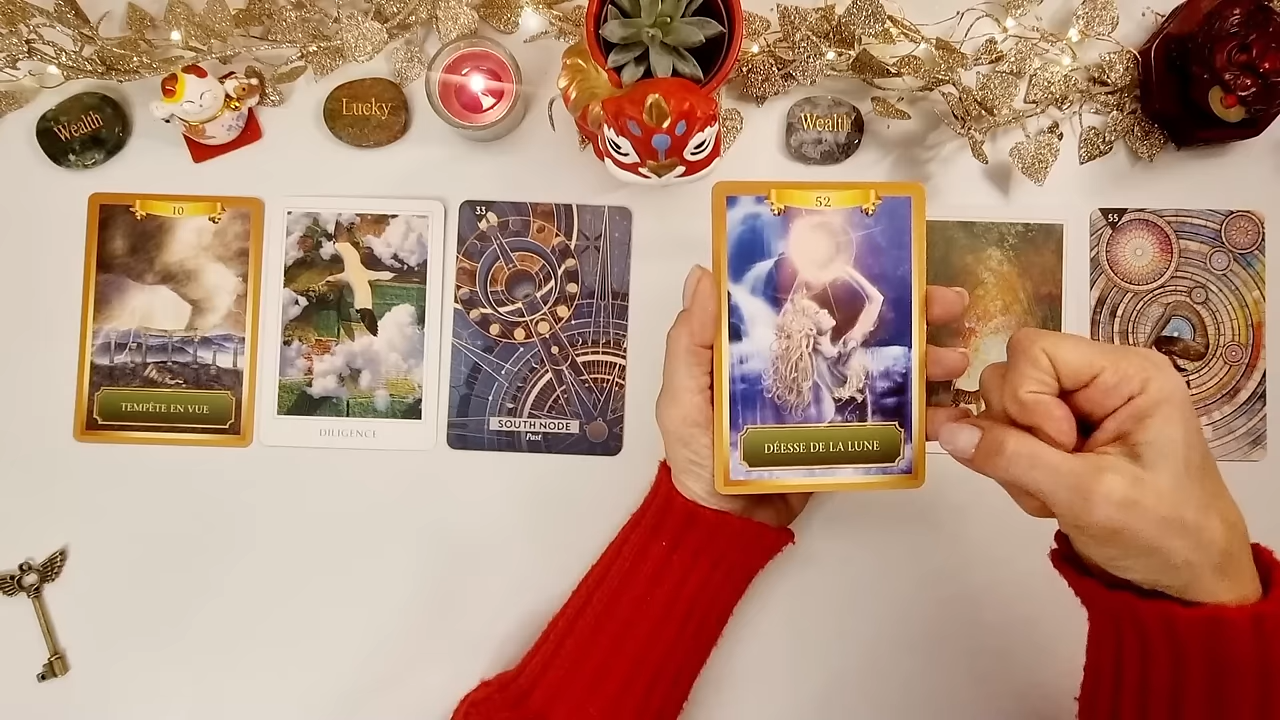 Wealth
Lucky
Wealth
10
TEMPÊTE EN VUE
DILIGENCE
33
SOUTH NODE
Past
52
DÉESSE DE LA LUNE
55